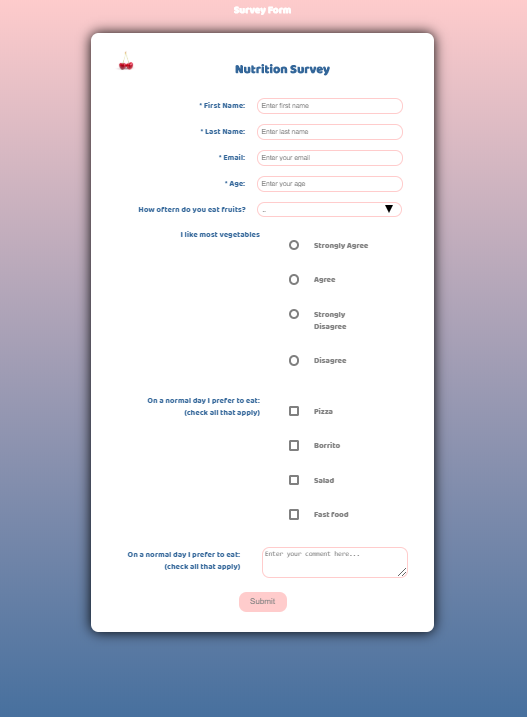 Survey Form
Nutrition Survey
* First Name:
Enter first name
* Last Name:
Enter last name
* Email:
Enter your email
* Age:
Enter your age
How oftern do you eat fruits?
I like most vegetables
Strongly Agree
Agree
Strongly
Disagree
Disagree
On a normal day I prefer to eat:
(check all that apply)
Pizza
Borrito
Salad
Fast food
On a normal day I prefer to eat:
(check all that apply)
Enter your comment here...
Submit